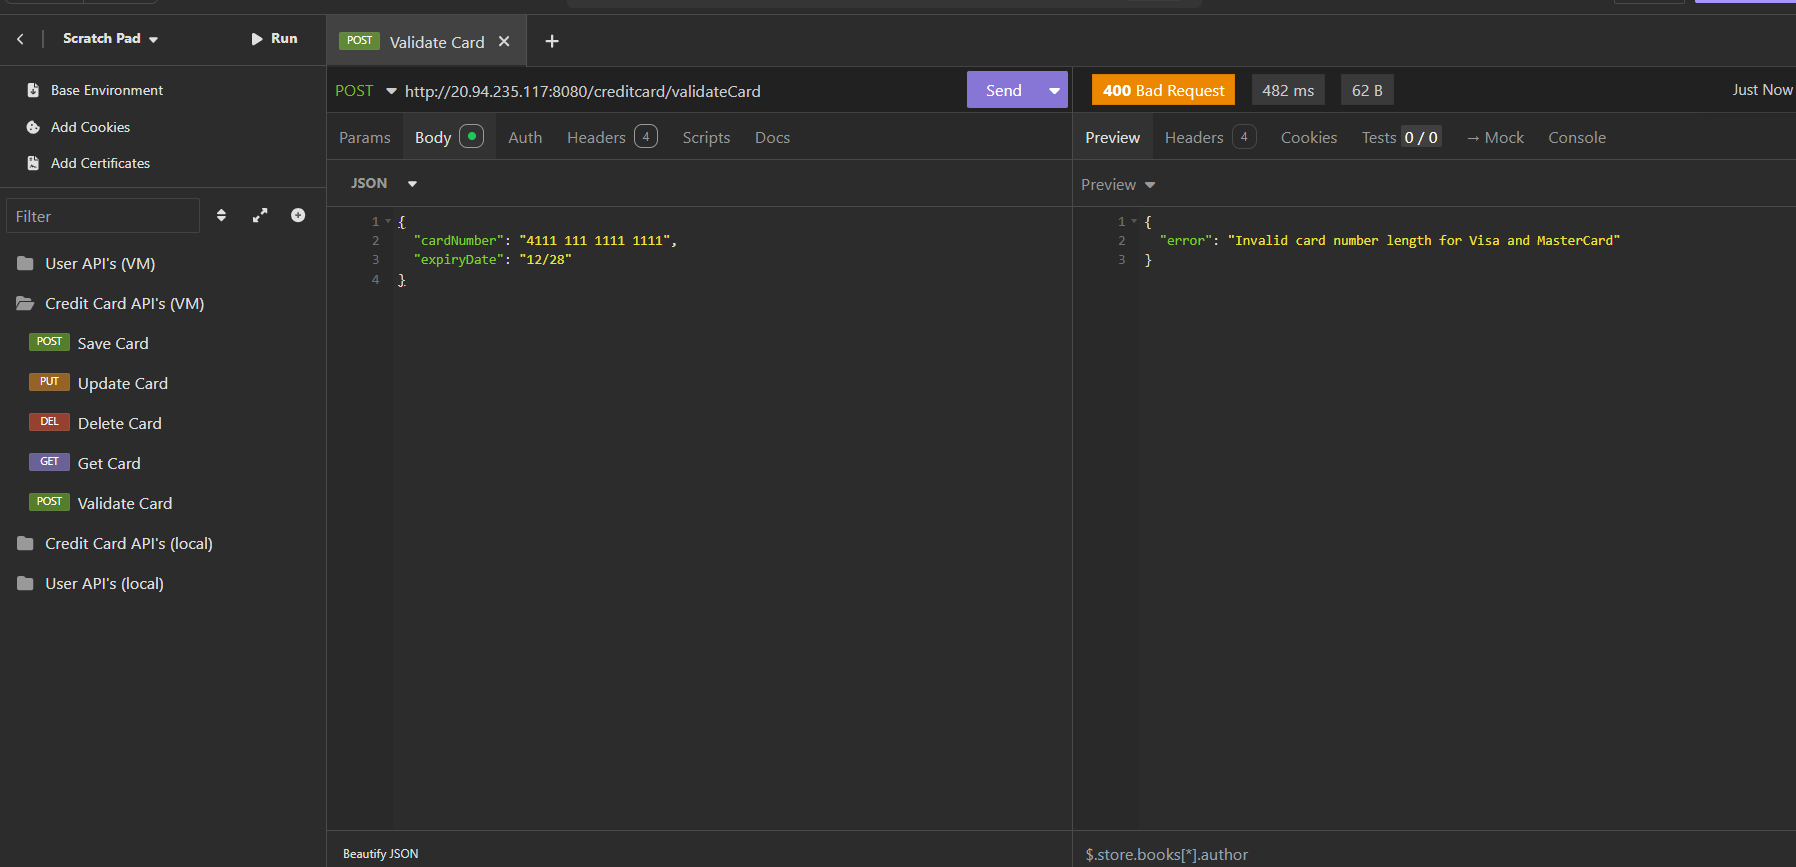 Scratch Pad
Run
POST Validate Card
Base Environment
Add Cookies
Add Certificates
Filter
User API's (VM)
Credit Card API's (VM)
POST Save Card
PUT Update Card
DEL Delete Card
GET Get Card
POST Validate Card
Credit Card API's (local)
User API's (local)
POST http://20.94.235.117:8080/creditcard/validateCard Send
Params Body Auth Headers 4 Scripts Docs
JSON
1 {
2 "cardNumber": "4111 111 1111 1111",
3 "expiryDate": "12/28"
4 }
Beautify JSON
400 Bad Request 482 ms 62 B Just Now
Preview Headers 4 Cookies Tests 0 / 0 → Mock Console
Preview
1 {
2 "error": "Invalid card number length for Visa and MasterCard"
3 }
$.store.books[*].author